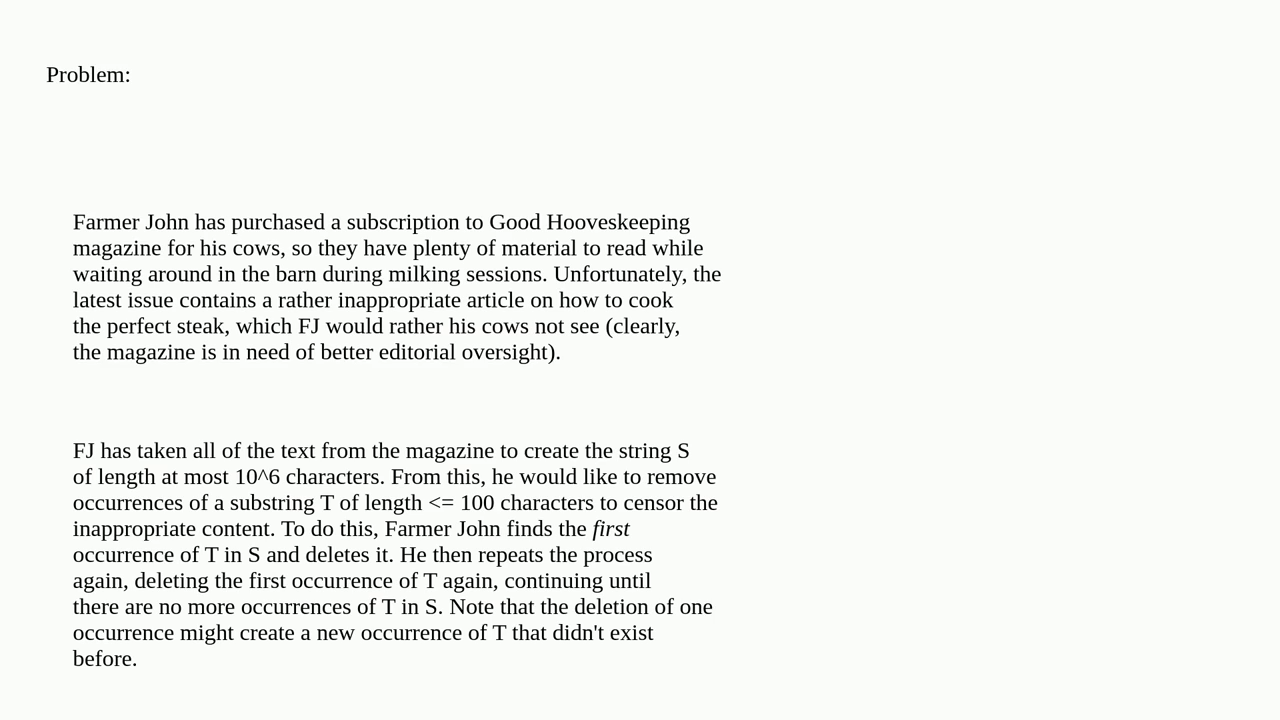 Problem:
Farmer John has purchased a subscription to Good Hooveskeeping
magazine for his cows, so they have plenty of material to read while
waiting around in the barn during milking sessions. Unfortunately, the
latest issue contains a rather inappropriate article on how to cook
the perfect steak, which FJ would rather his cows not see (clearly,
the magazine is in need of better editorial oversight).
FJ has taken all of the text from the magazine to create the string S
of length at most 10^6 characters. From this, he would like to remove
occurrences of a substring T of length <= 100 characters to censor the
inappropriate content. To do this, Farmer John finds the first
occurrence of T in S and deletes it. He then repeats the process
again, deleting the first occurrence of T again, continuing until
there are no more occurrences of T in S. Note that the deletion of one
occurrence might create a new occurrence of T that didn't exist
before.